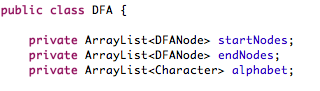 public class DFA {
private ArrayList<DFANode> startNodes;
private ArrayList<DFANode> endNodes;
private ArrayList<Character> alphabet;